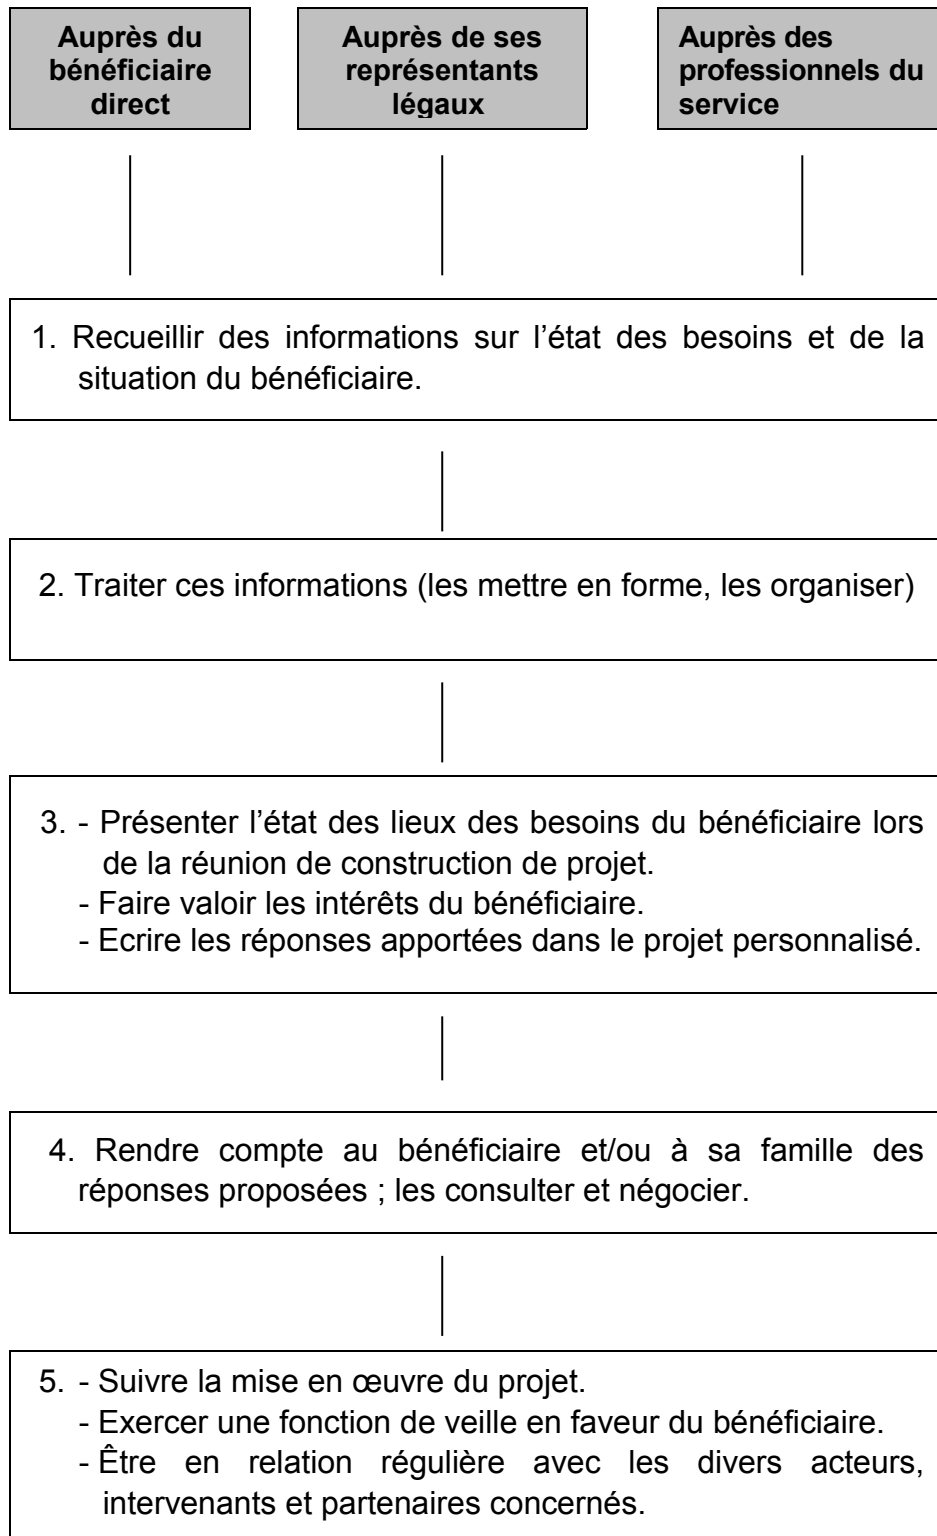 Auprès du
bénéficiaire
direct
Auprès de ses
représentants
légaux
Auprès des
professionnels du
service
1. Recueillir des informations sur l’état des besoins et de la
situation du bénéficiaire.
2. Traiter ces informations (les mettre en forme, les organiser)
3. - Présenter l’état des lieux des besoins du bénéficiaire lors
de la réunion de construction de projet.
- Faire valoir les intérêts du bénéficiaire.
- Ecrire les réponses apportées dans le projet personnalisé.
4. Rendre compte au bénéficiaire et/ou à sa famille des
réponses proposées ; les consulter et négocier.
5. - Suivre la mise en œuvre du projet.
- Exercer une fonction de veille en faveur du bénéficiaire.
- Être en relation régulière avec les divers acteurs,
intervenants et partenaires concernés.